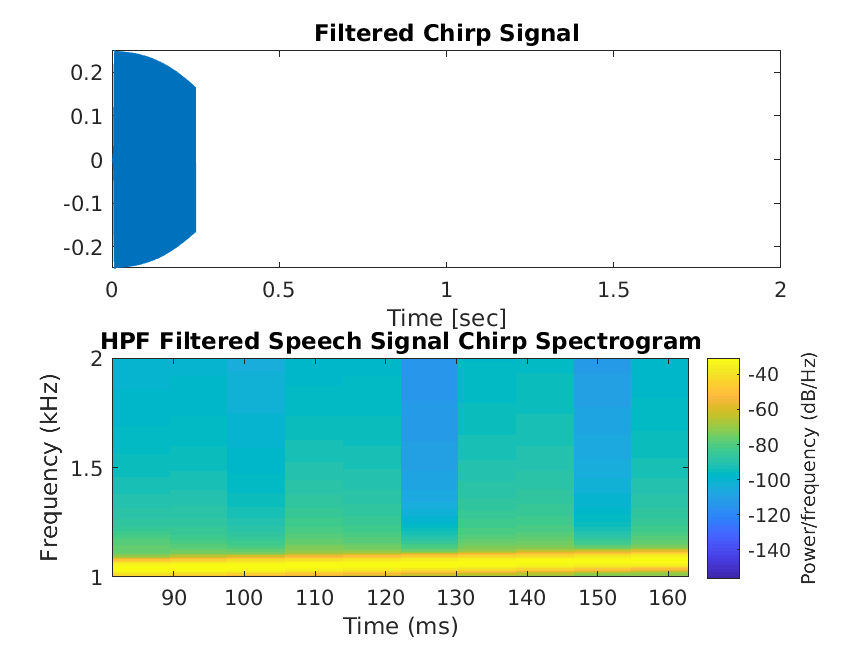 Filtered Chirp Signal
0.2
0.1
0
-0.1
-0.2
0 0.5 1 1.5 2
Time [sec]
HPF Filtered Speech Signal Chirp Spectrogram
2
1.5
1
Frequency (kHz)
90 100 110 120 130 140 150 160
Time (ms)
-40
-60
-80
-100
-120
-140
Power/frequency (dB/Hz)